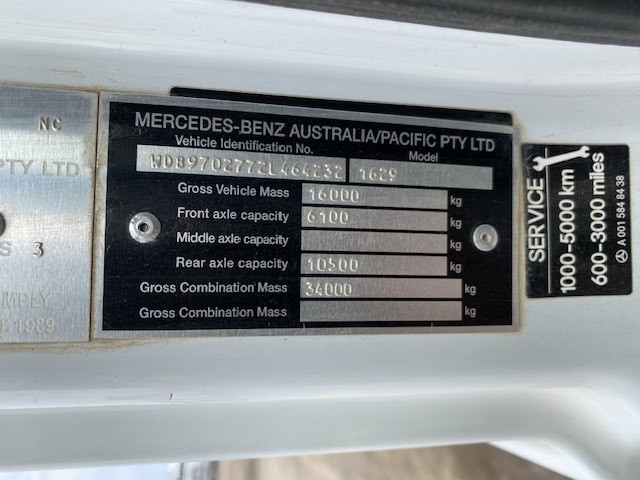 NC
PTY LTD
S 3
1989
MERCEDES-BENZ AUSTRALIA/PACIFIC PTY LTD
Vehicle Identification No. Model
WDB9702772L464232 1629
Gross Vehicle Mass 16000 kg
Front axle capacity 6100 kg
Middle axle capacity kg
Rear axle capacity 10500 kg
Gross Combination Mass 34000 kg
Gross Combination Mass kg
SERVICE
1000-5000 km
600-3000 miles
A 001 584 84 38